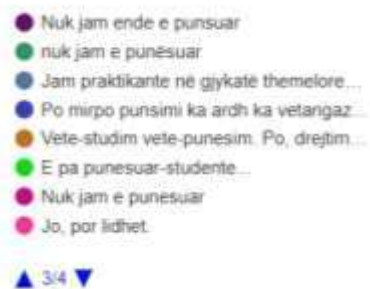 Nuk jam ende e punsuar
nuk jam e punësuar
Jam praktikante në gjykatë themelore...
Po mirpo punsimi ka ardh ka vetangaz...
Vete-studim vete-punesim. Po, drejtim...
E pa punesuar-studente...
Nuk jam e punesuar
Jo, por lidhet.
3/4